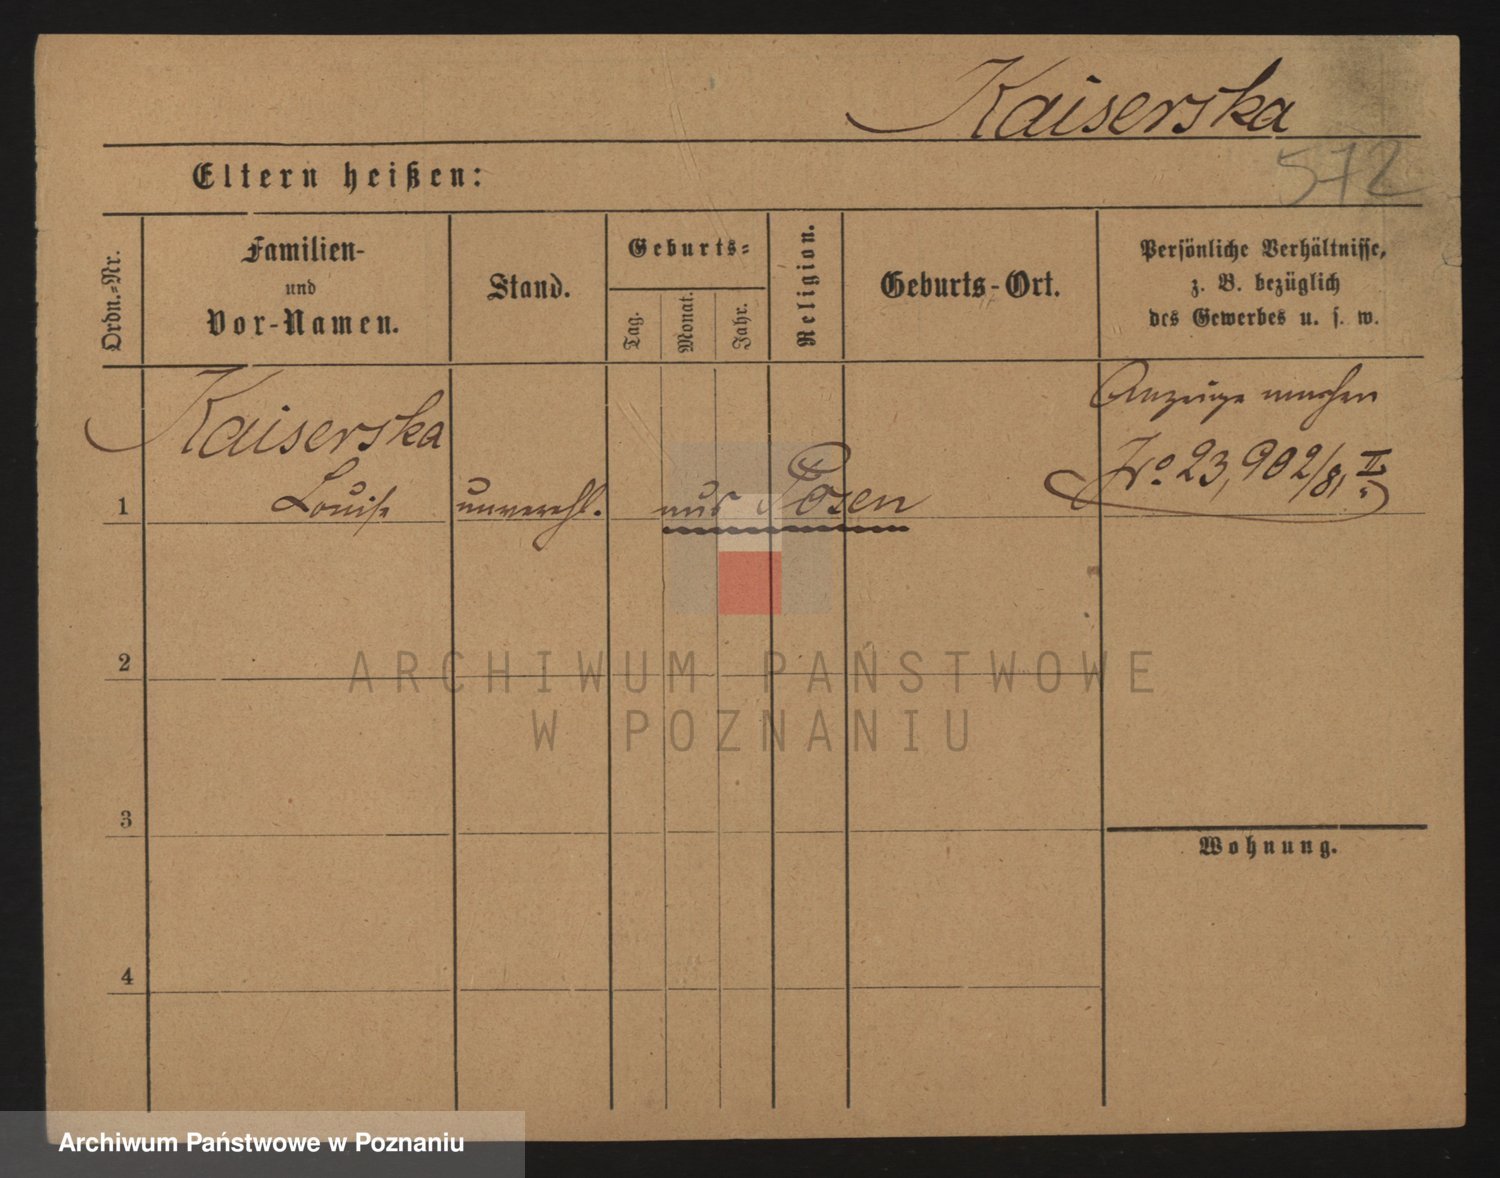 Kaiserska
572
Eltern heißen:
Ordn.-Nr.
Familien-
und
Vor-Namen.
Stand.
Geburts-
Tag.
Monat.
Jahr.
Religion.
Geburts-Ort.
Persönliche Verhältnisse,
z. B. bezüglich
des Gewerbes u. s. w.
Kaiserska
Louise
unverehl.
aus Posen
Anzeige machen
No. 23,902/81 II.
1
2
3
4
Wohnung.
ARCHIWUM PAŃSTWOWE
W POZNANIU
Archiwum Państwowe w Poznaniu